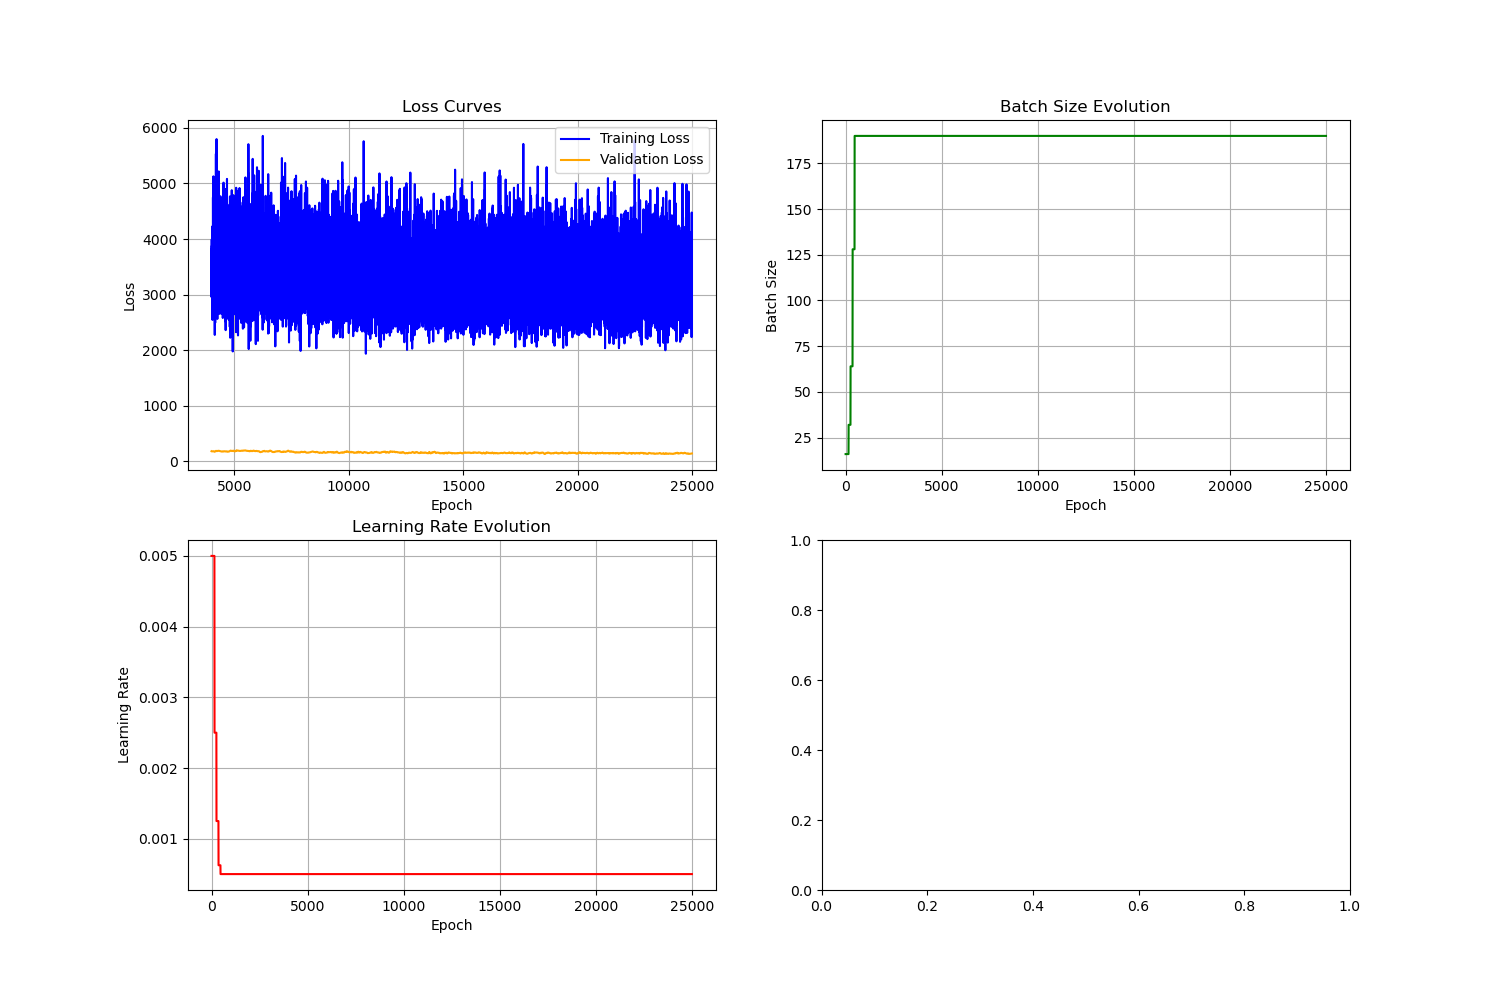 Loss Curves
6000
5000
4000
3000
2000
1000
0
Loss
Training Loss
Validation Loss
5000 10000 15000 20000 25000
Epoch
Batch Size Evolution
175
150
125
100
75
50
25
Batch Size
0 5000 10000 15000 20000 25000
Epoch
Learning Rate Evolution
0.005
0.004
0.003
0.002
0.001
Learning Rate
0 5000 10000 15000 20000 25000
Epoch
1.0
0.8
0.6
0.4
0.2
0.0
0.0 0.2 0.4 0.6 0.8 1.0